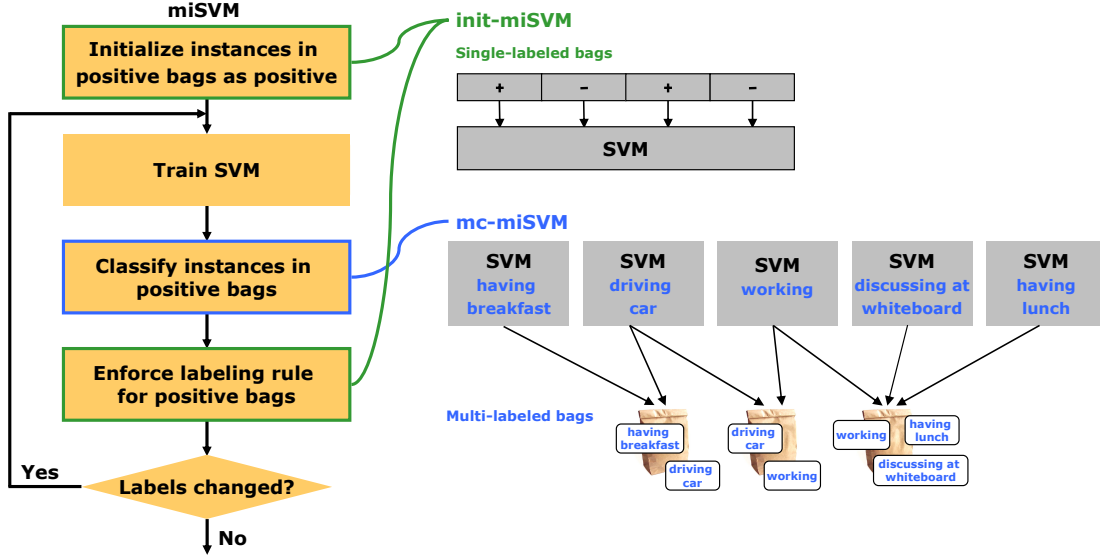 miSVM
Initialize instances in
positive bags as positive
Train SVM
Classify instances in
positive bags
Enforce labeling rule
for positive bags
Labels changed?
Yes
No
init-miSVM
Single-labeled bags
+ − + −
SVM
mc-miSVM
SVM
having
breakfast
SVM
driving
car
SVM
working
SVM
discussing at
whiteboard
SVM
having
lunch
Multi-labeled bags
having
breakfast
driving
car
driving
car
working
working
having
lunch
discussing at
whiteboard